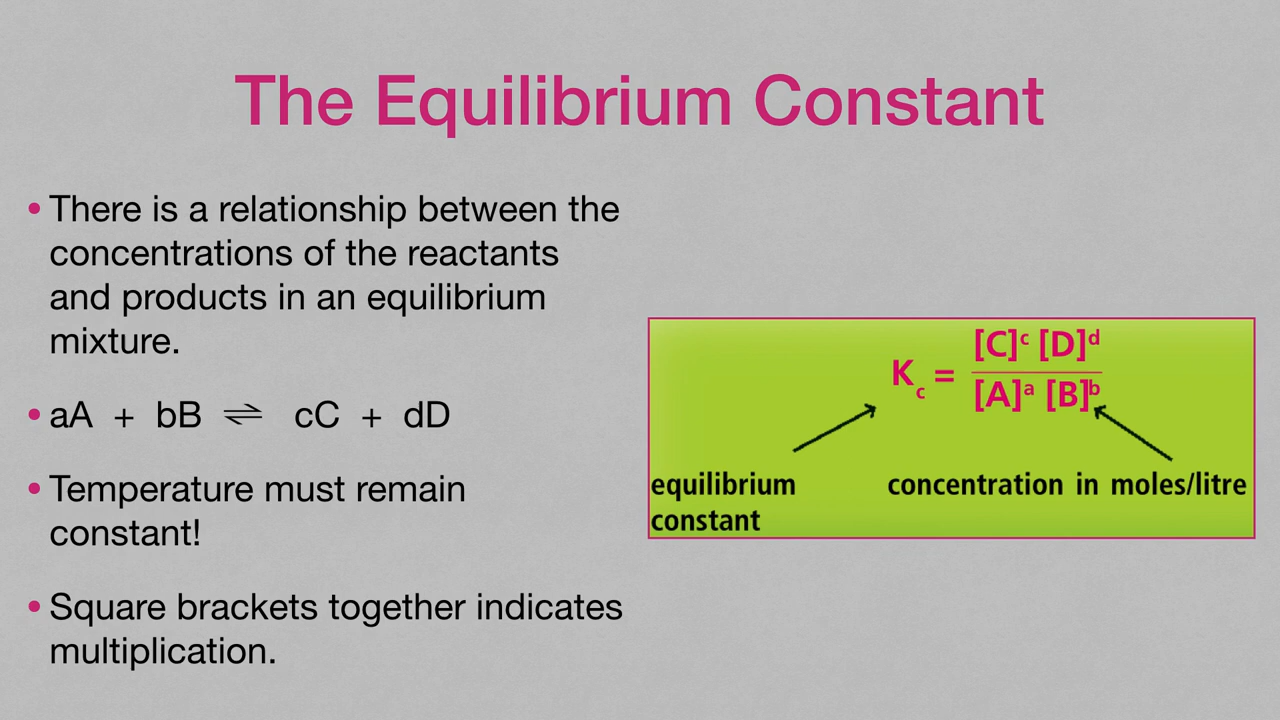 The Equilibrium Constant
• There is a relationship between the
concentrations of the reactants
and products in an equilibrium
mixture.
• aA + bB ⇌ cC + dD
• Temperature must remain
constant!
• Square brackets together indicates
multiplication.
[C]ᶜ [D]ᵈ
K꜀ =
[A]ᵃ [B]ᵇ
equilibrium
constant
concentration in moles/litre